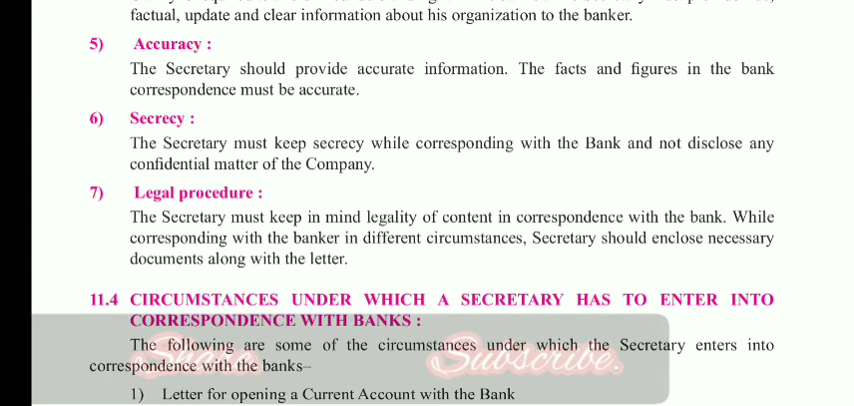 factual, update and clear information about his organization to the banker.
5) Accuracy :
The Secretary should provide accurate information. The facts and figures in the bank
correspondence must be accurate.
6) Secrecy :
The Secretary must keep secrecy while corresponding with the Bank and not disclose any
confidential matter of the Company.
7) Legal procedure :
The Secretary must keep in mind legality of content in correspondence with the bank. While
corresponding with the banker in different circumstances, Secretary should enclose necessary
documents along with the letter.
11.4 CIRCUMSTANCES UNDER WHICH A SECRETARY HAS TO ENTER INTO
CORRESPONDENCE WITH BANKS :
The following are some of the circumstances under which the Secretary enters into
correspondence with the banks–
Share Subscribe.
1) Letter for opening a Current Account with the Bank